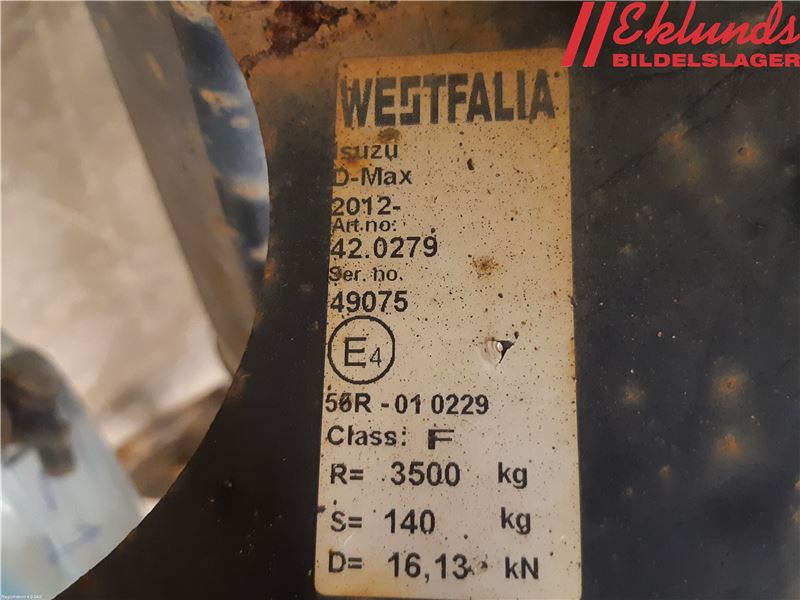 Eklunds
BILDELSLAGER
WESTFALIA
Isuzu
D-Max
2012-
Art.no:
42.0279
Ser. no.
49075
E4
55R - 01 0229
Class: F
R= 3500 kg
S= 140 kg
D= 16,13 kN